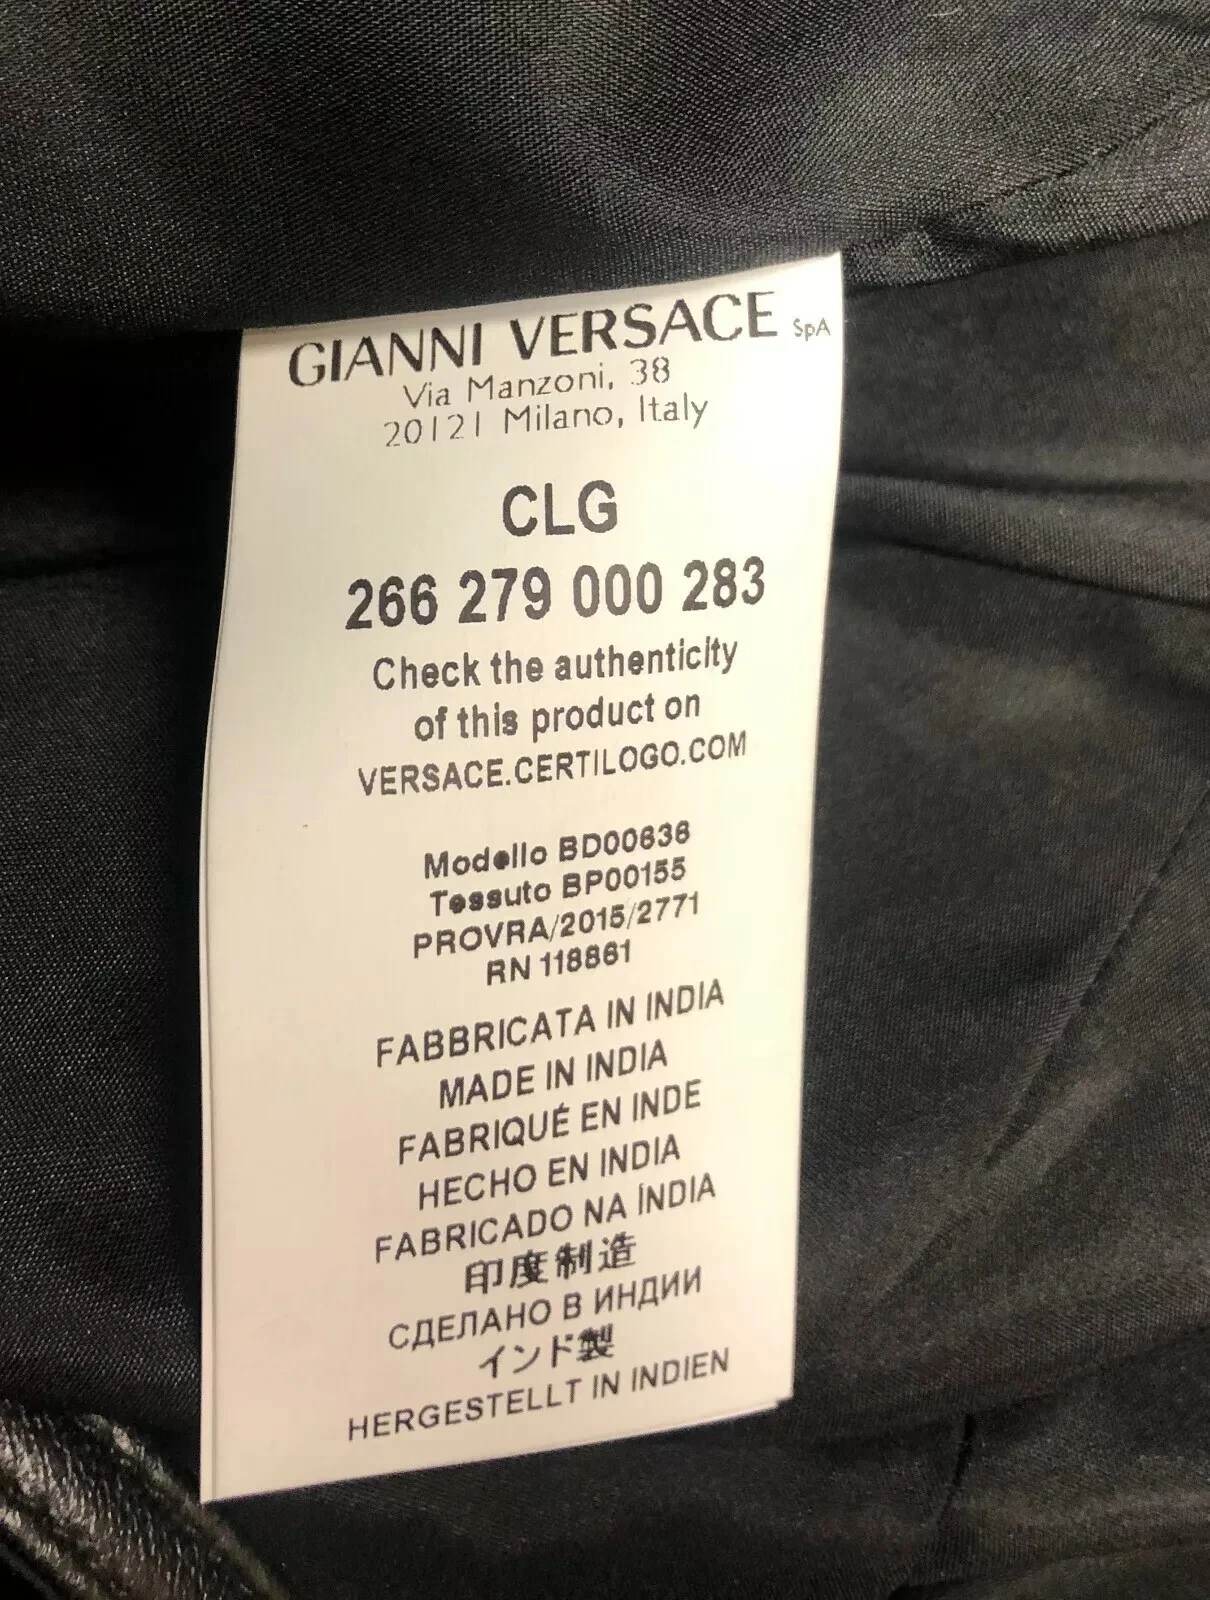 GIANNI VERSACE SpA
Via Manzoni, 38
20121 Milano, Italy
CLG
266 279 000 283
Check the authenticity
of this product on
VERSACE.CERTILOGO.COM
Modello BD00636
Tessuto BP00155
PROVRA/2015/2771
RN 118861
FABBRICATA IN INDIA
MADE IN INDIA
FABRIQUÉ EN INDE
HECHO EN INDIA
FABRICADO NA ÍNDIA
印度制造
СДЕЛАНО В ИНДИИ
インド製
HERGESTELLT IN INDIEN